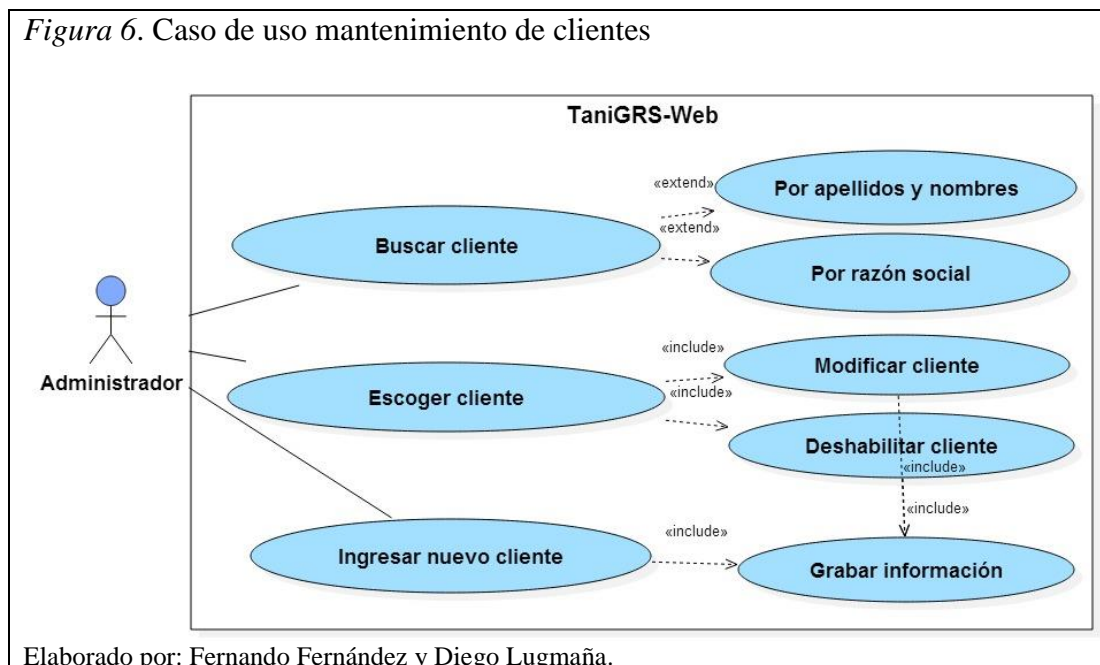 Figura 6. Caso de uso mantenimiento de clientes
TaniGRS-Web
«extend»
Por apellidos y nombres
«extend»
Buscar cliente
Por razón social
Administrador
«include»
Modificar cliente
«include»
Escoger cliente
Deshabilitar cliente
«include»
«include»
«include»
Ingresar nuevo cliente
Grabar información
Elaborado por: Fernando Fernández y Diego Lugmaña.